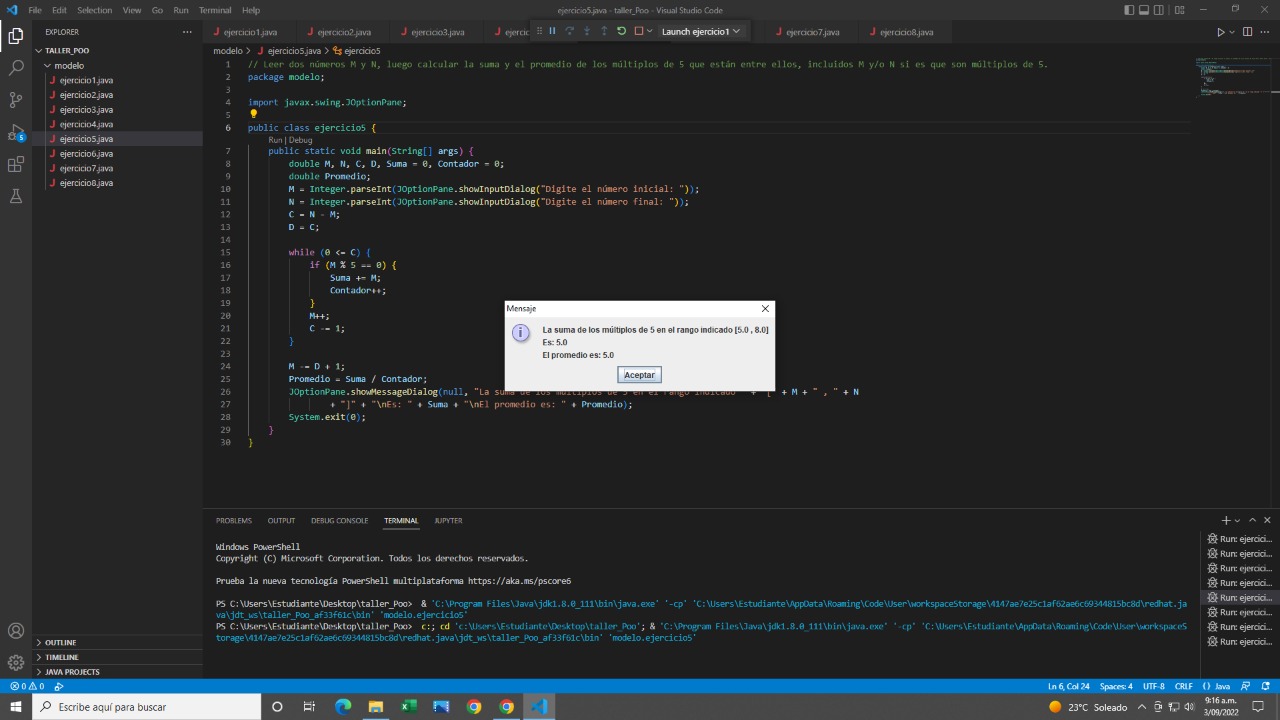 File Edit Selection View Go Run Terminal Help
ejercicio5.java - taller_Poo - Visual Studio Code
EXPLORER
TALLER_POO
modelo
ejercicio1.java
ejercicio2.java
ejercicio3.java
ejercicio4.java
ejercicio5.java
ejercicio6.java
ejercicio7.java
ejercicio8.java
OUTLINE
TIMELINE
JAVA PROJECTS
5
ejercicio1.java ejercicio2.java ejercicio3.java ejercic Launch ejercicio1 ejercicio7.java ejercicio8.java
modelo > ejercicio5.java > ejercicio5
1 // Leer dos números M y N, luego calcular la suma y el promedio de los múltiplos de 5 que están entre ellos, incluidos M y/o N si es que son múltiplos de 5.
2 package modelo;
3
4 import javax.swing.JOptionPane;
5
6 public class ejercicio5 {
Run | Debug
7 public static void main(String[] args) {
8 double M, N, C, D, Suma = 0, Contador = 0;
9 double Promedio;
10 M = Integer.parseInt(JOptionPane.showInputDialog("Digite el número inicial: "));
11 N = Integer.parseInt(JOptionPane.showInputDialog("Digite el número final: "));
12 C = N - M;
13 D = C;
14
15 while (0 <= C) {
16 if (M % 5 == 0) {
17 Suma += M;
18 Contador++;
19 }
20 M++;
21 C -= 1;
22 }
23
24 M -= D + 1;
25 Promedio = Suma / Contador;
26 JOptionPane.showMessageDialog(null, "La suma de los múltiplos de 5 en el rango indicado " + "[" + M + " , " + N
27 + "]" + "\nEs: " + Suma + "\nEl promedio es: " + Promedio);
28 System.exit(0);
29 }
30 }
Mensaje
La suma de los múltiplos de 5 en el rango indicado [5.0 , 8.0]
Es: 5.0
El promedio es: 5.0
Aceptar
PROBLEMS OUTPUT DEBUG CONSOLE TERMINAL JUPYTER
Windows PowerShell
Copyright (C) Microsoft Corporation. Todos los derechos reservados.
Prueba la nueva tecnología PowerShell multiplataforma https://aka.ms/pscore6
PS C:\Users\Estudiante\Desktop\taller_Poo> & 'C:\Program Files\Java\jdk1.8.0_111\bin\java.exe' '-cp' 'C:\Users\Estudiante\AppData\Roaming\Code\User\workspaceStorage\4147ae7e25c1af62ae6c69344815bc8d\redhat.ja
va\jdt_ws\taller_Poo_af33f61c\bin' 'modelo.ejercicio5'
PS C:\Users\Estudiante\Desktop\taller_Poo> c:; cd 'c:\Users\Estudiante\Desktop\taller_Poo'; & 'C:\Program Files\Java\jdk1.8.0_111\bin\java.exe' '-cp' 'C:\Users\Estudiante\AppData\Roaming\Code\User\workspaceS
torage\4147ae7e25c1af62ae6c69344815bc8d\redhat.java\jdt_ws\taller_Poo_af33f61c\bin' 'modelo.ejercicio5'
Run: ejercici...
Run: ejercici...
Run: ejercici...
Run: ejercici...
Run: ejercici...
Run: ejercici...
Run: ejercici...
Run: ejercici...
0 0 Ln 6, Col 24 Spaces: 4 UTF-8 CRLF {} Java
Escribe aquí para buscar
23°C Soleado
9:16 a.m.
3/09/2022